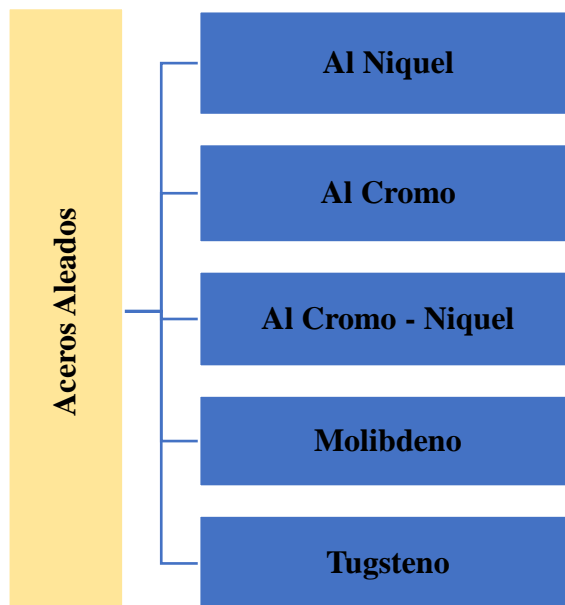 Aceros Aleados
Al Niquel
Al Cromo
Al Cromo - Niquel
Molibdeno
Tugsteno